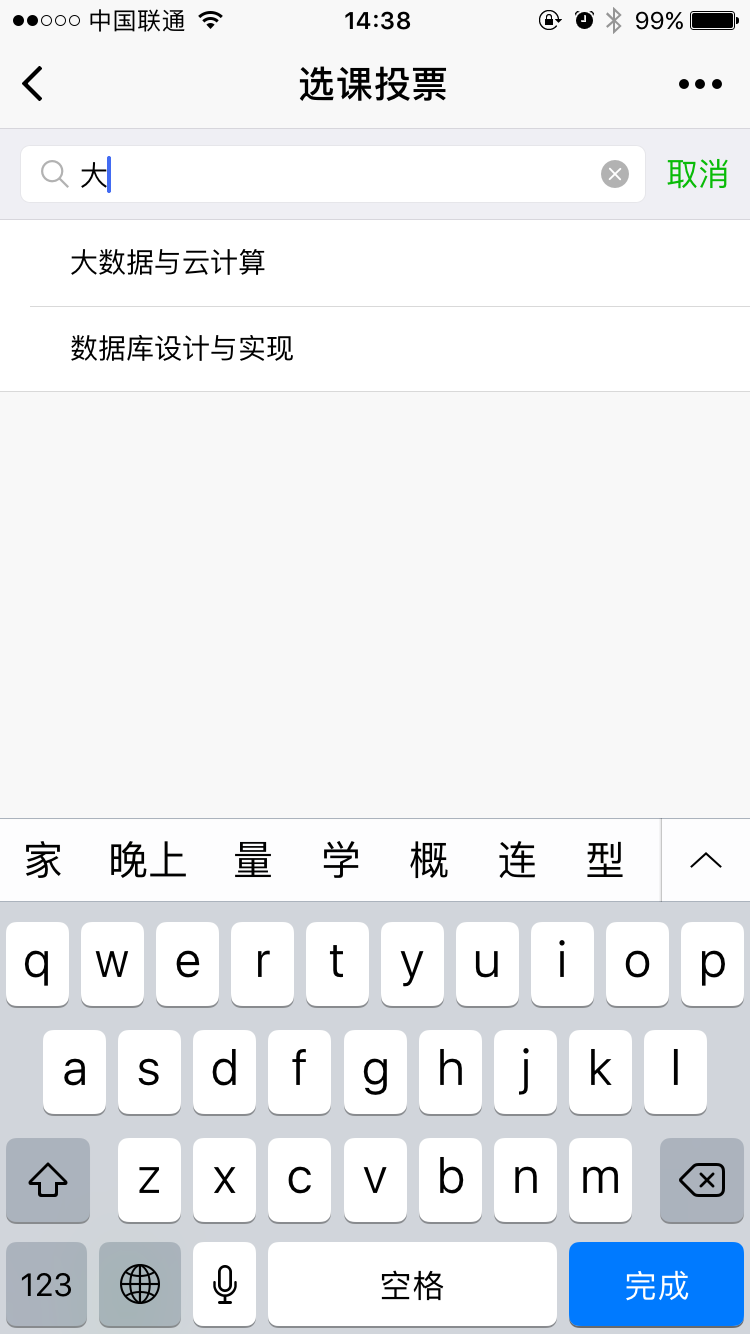 中国联通 14:38 99%
选课投票
大 取消
大数据与云计算
数据库设计与实现
家 晚上 量 学 概 连 型
q w e r t y u i o p
a s d f g h j k l
z x c v b n m
123 空格 完成